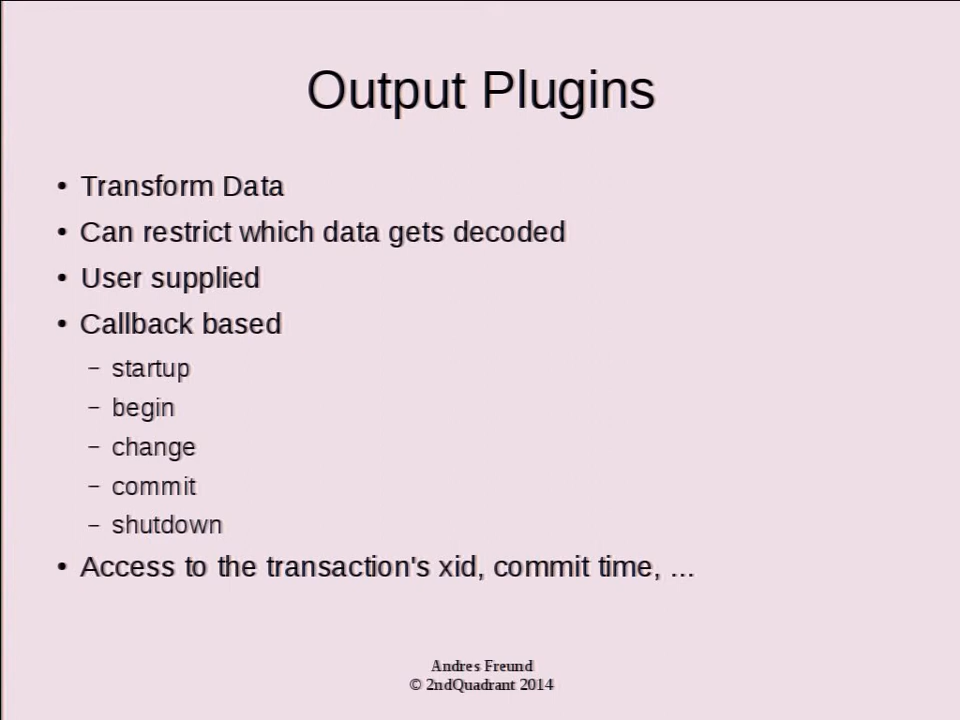 Output Plugins
• Transform Data
• Can restrict which data gets decoded
• User supplied
• Callback based
– startup
– begin
– change
– commit
– shutdown
• Access to the transaction's xid, commit time, ...
Andres Freund
© 2ndQuadrant 2014